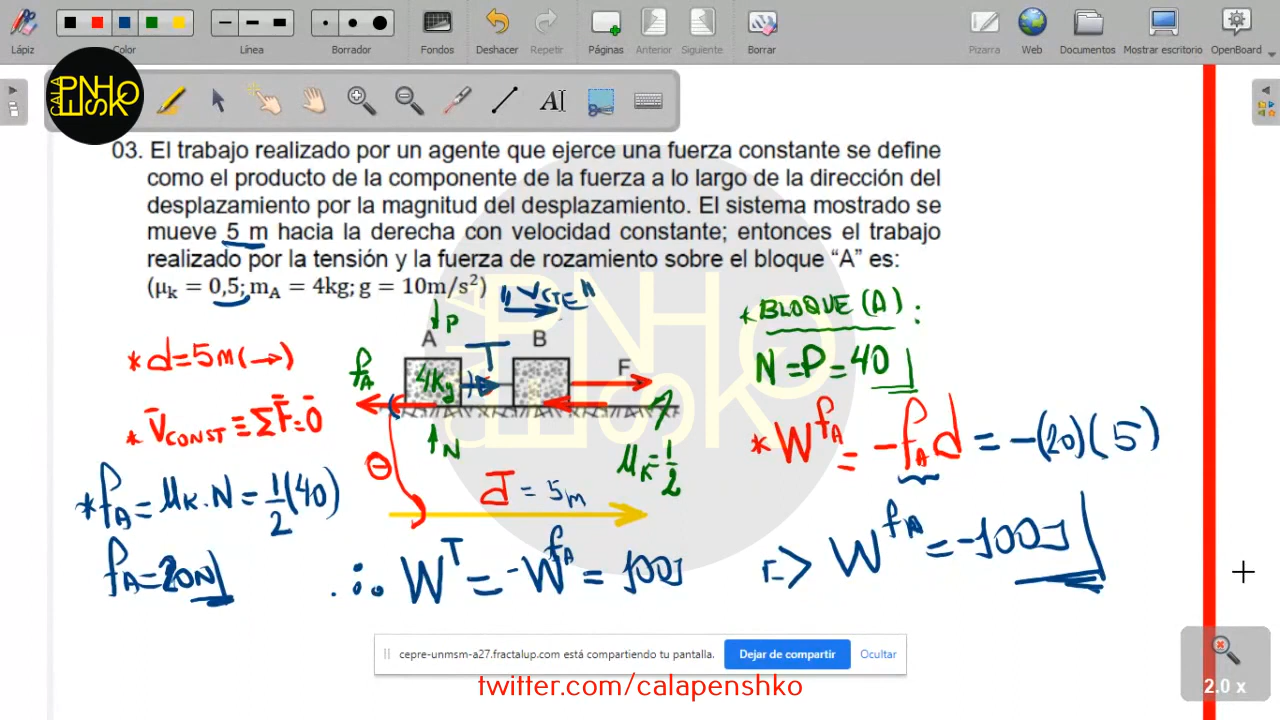 Lápiz Color Línea Borrador Fondos Deshacer Repetir Páginas Anterior Siguiente Borrar Pizarra Web Documentos Mostrar escritorio OpenBoard
CALA PENHSKO
03. El trabajo realizado por un agente que ejerce una fuerza constante se define
como el producto de la componente de la fuerza a lo largo de la dirección del
desplazamiento por la magnitud del desplazamiento. El sistema mostrado se
mueve 5 m hacia la derecha con velocidad constante; entonces el trabajo
realizado por la tensión y la fuerza de rozamiento sobre el bloque “A” es:
(μk = 0,5; mA = 4kg; g = 10m/s²)
" VCTE "
P
A
B
T
F
fA
4kg
N
μK = 1/2
θ
d = 5m
* d = 5m (→)
* V̄CONST ≡ ΣF̄ = 0̄
* fA = μK . N = 1/2 (40)
fA = 20N
∴ W^T = -W^fA = 100J
* BLOQUE (A) :
N = P = 40
* W^fA = -fA d = -(20)(5)
=> W^fA = -100J
cepre-unmsm-a27.fractalup.com está compartiendo tu pantalla. Dejar de compartir Ocultar
twitter.com/calapenshko
2.0 x